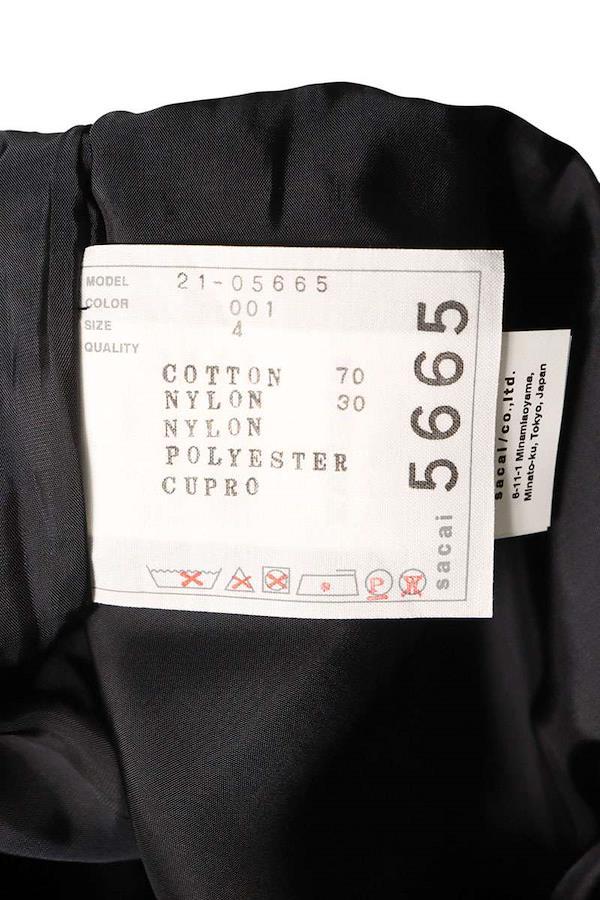 MODEL 21-05665
COLOR 001
SIZE 4
QUALITY
COTTON 70
NYLON 30
NYLON
POLYESTER
CUPRO
P
W
sacai 5665
sacai/co.,ltd.
6-11-1 Minamiaoyama,
Minato-ku, Tokyo, Japan